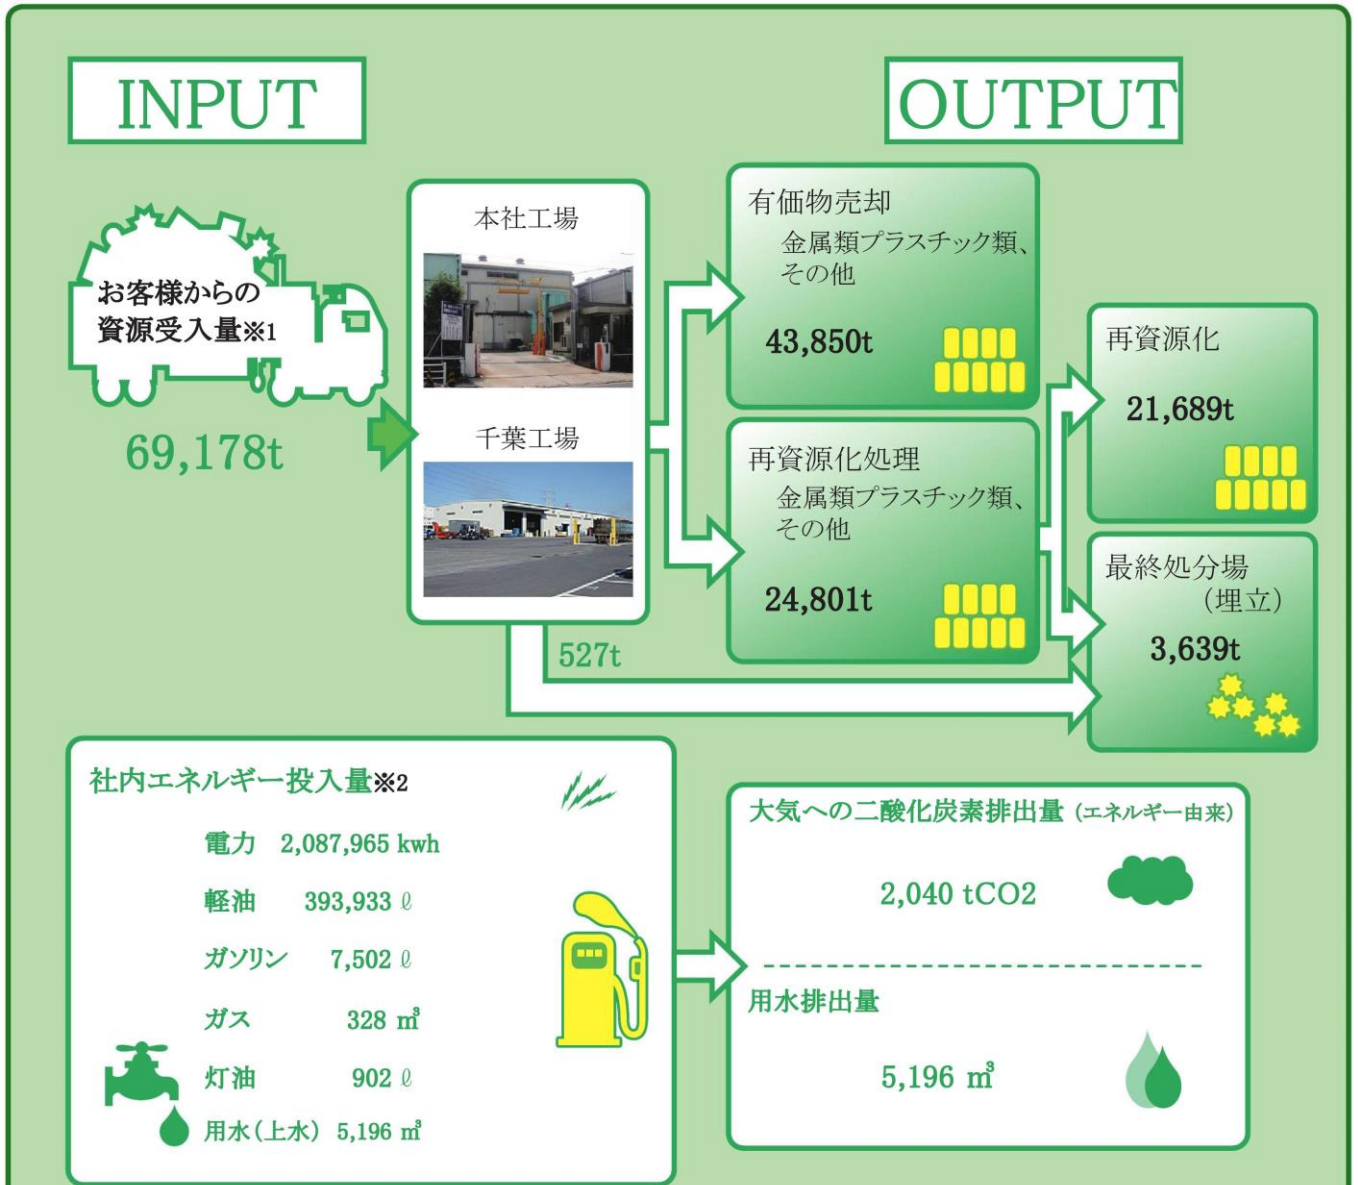 INPUT
OUTPUT
お客様からの
資源受入量※1
69,178t
本社工場
千葉工場
有価物売却
金属類プラスチック類、
その他
43,850t
再資源化処理
金属類プラスチック類、
その他
24,801t
再資源化
21,689t
最終処分場
（埋立）
3,639t
527t
社内エネルギー投入量※2
電力 2,087,965 kwh
軽油 393,933 ℓ
ガソリン 7,502 ℓ
ガス 328 ㎥
灯油 902 ℓ
用水（上水） 5,196 ㎥
大気への二酸化炭素排出量（エネルギー由来）
2,040 tCO2
用水排出量
5,196 ㎥